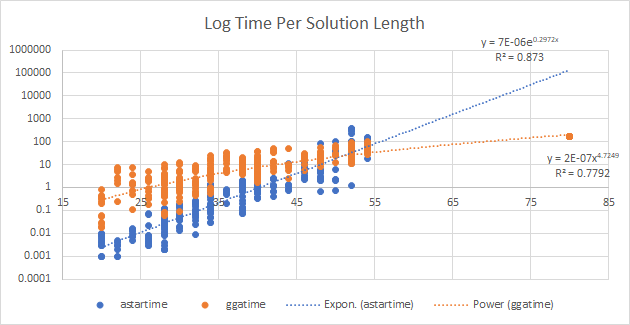 Log Time Per Solution Length
y = 7E-06e^0.2972x
R² = 0.873
1000000
100000
10000
1000
100
10
1
0.1
0.01
0.001
0.0001
15 25 35 45 55 65 75 85
y = 2E-07x^4.7249
R² = 0.7792
astartime ggatime Expon. (astartime) Power (ggatime)